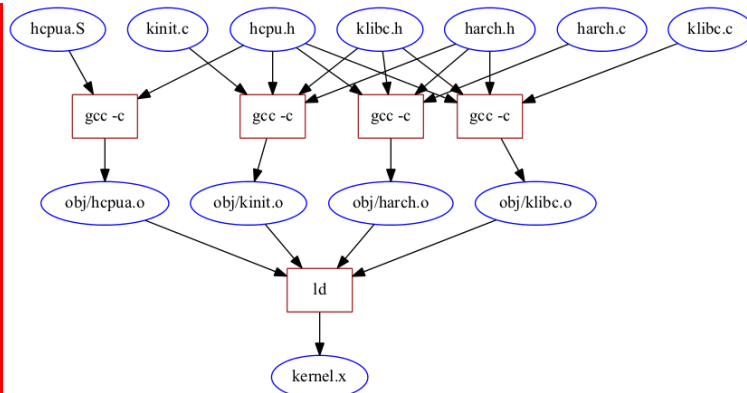 hcpua.S kinit.c hcpu.h klibc.h harch.h harch.c klibc.c
gcc -c gcc -c gcc -c gcc -c
obj/hcpua.o obj/kinit.o obj/harch.o obj/klibc.o
ld
kernel.x